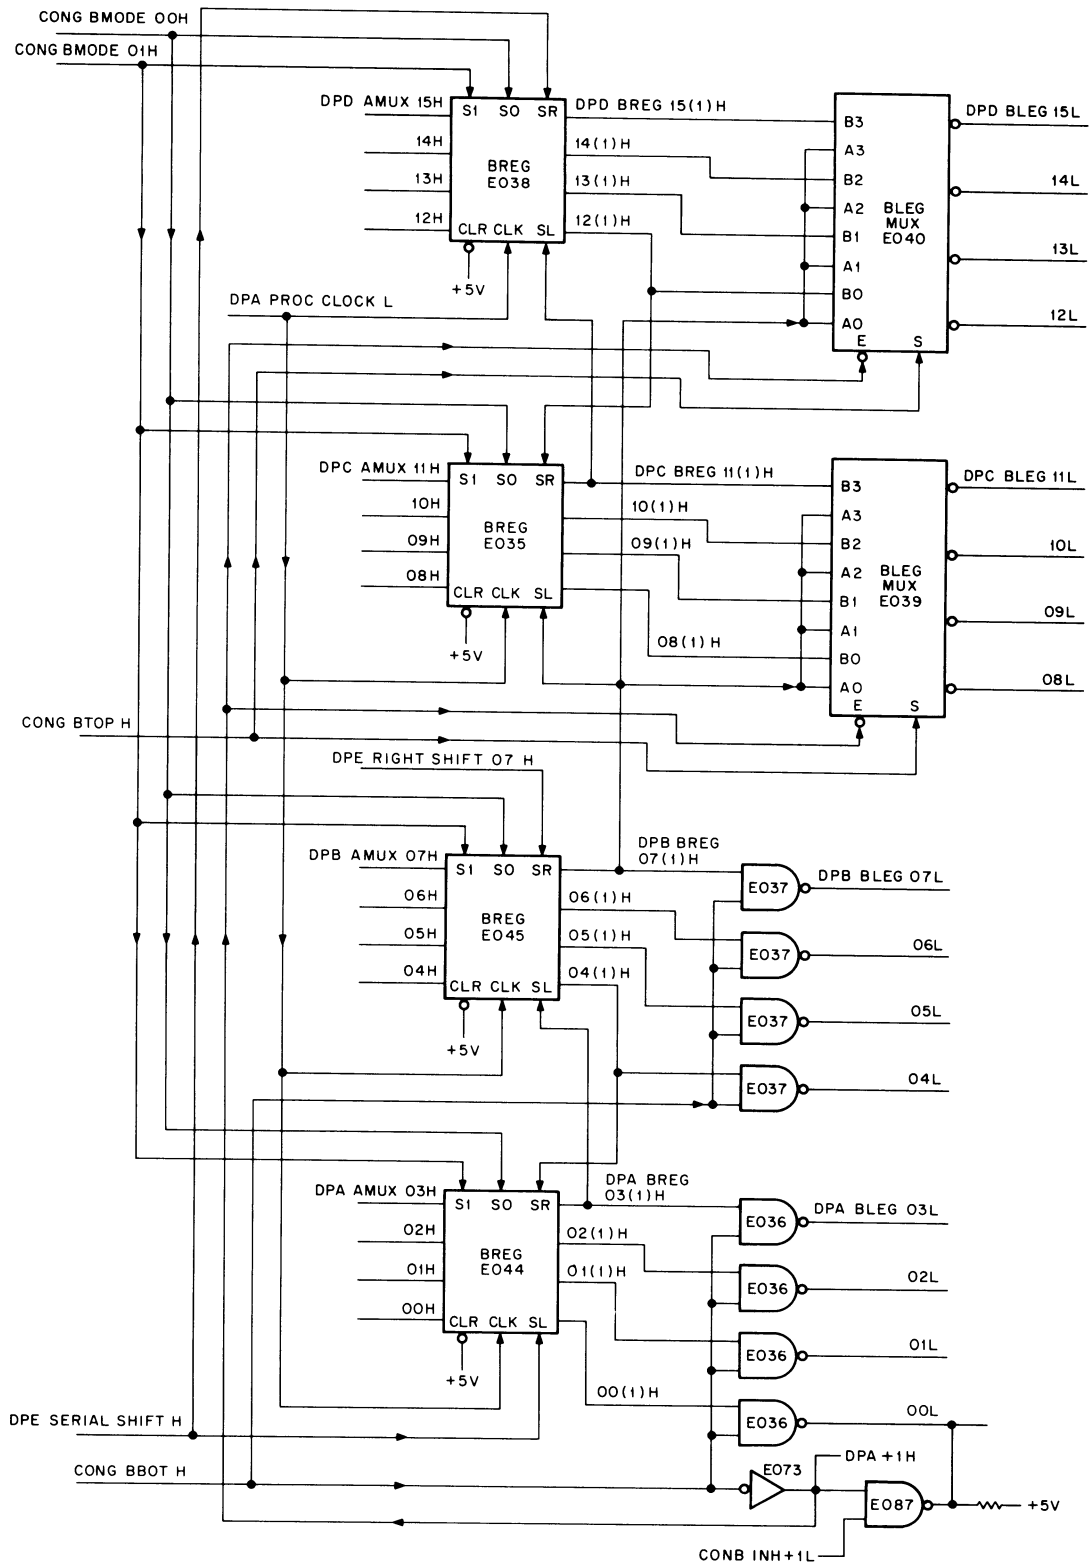 CONG BMODE 00H
CONG BMODE 01H
DPD AMUX 15H
14H
13H
12H
S1 S0 SR
BREG
E038
CLR CLK SL
+5V
DPD BREG 15(1)H
14(1)H
13(1)H
12(1)H
B3
A3
B2
A2
B1
A1
B0
A0
BLEG
MUX
E040
E S
DPD BLEG 15L
14L
13L
12L
DPA PROC CLOCK L
DPC AMUX 11H
10H
09H
08H
S1 S0 SR
BREG
E035
CLR CLK SL
+5V
DPC BREG 11(1)H
10(1)H
09(1)H
08(1)H
B3
A3
B2
A2
B1
A1
B0
A0
BLEG
MUX
E039
E S
DPC BLEG 11L
10L
09L
08L
CONG BTOP H
DPE RIGHT SHIFT 07 H
DPB AMUX 07H
06H
05H
04H
S1 S0 SR
BREG
E045
CLR CLK SL
+5V
DPB BREG
07(1)H
06(1)H
05(1)H
04(1)H
E037
E037
E037
E037
DPB BLEG 07L
06L
05L
04L
DPA AMUX 03H
02H
01H
00H
S1 S0 SR
BREG
E044
CLR CLK SL
+5V
DPA BREG
03(1)H
02(1)H
01(1)H
00(1)H
E036
E036
E036
E036
DPA BLEG 03L
02L
01L
00L
DPE SERIAL SHIFT H
CONG BBOT H
E073
DPA +1H
E087
+5V
CONB INH+1L